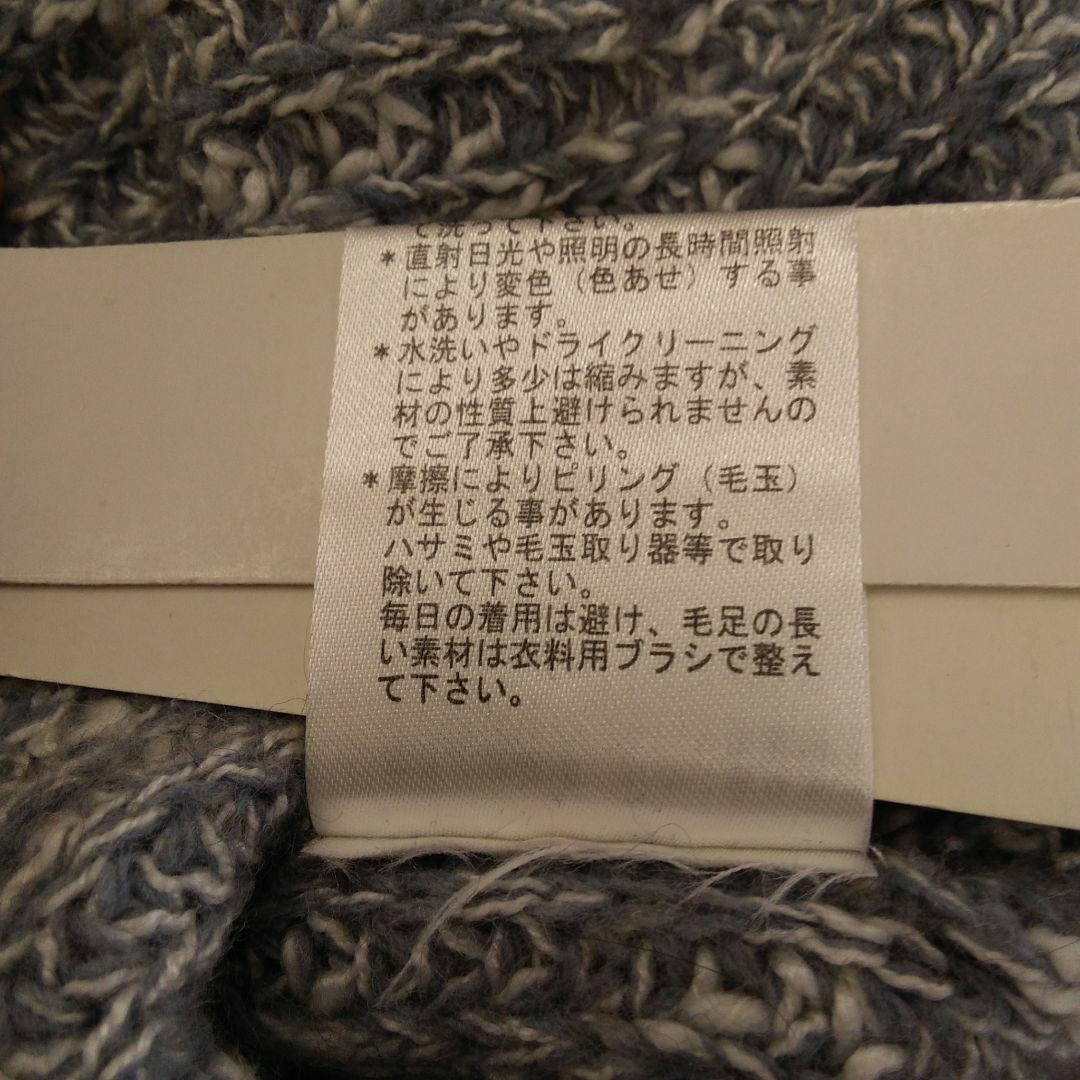 て洗って下さい。
＊直射日光や照明の長時間照射
により変色（色あせ）する事
があります。
＊水洗いやドライクリーニング
により多少は縮みますが、素
材の性質上避けられませんの
でご了承下さい。
＊摩擦によりピリング（毛玉）
が生じる事があります。
ハサミや毛玉取り器等で取り
除いて下さい。
毎日の着用は避け、毛足の長
い素材は衣料用ブラシで整え
て下さい。